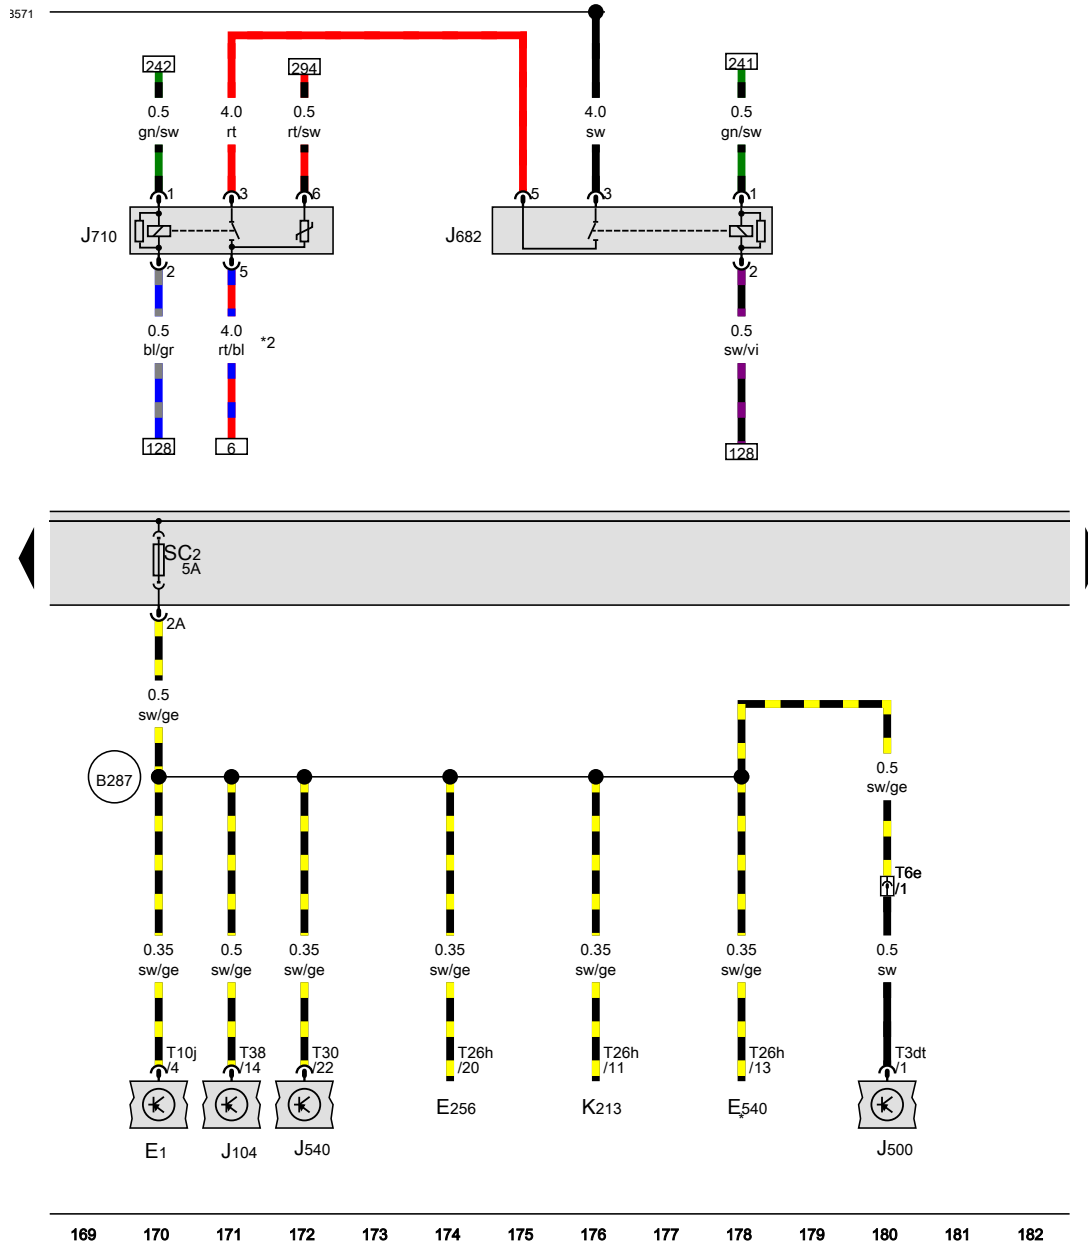 3571
242
294
241
0.5
4.0
0.5
4.0
0.5
gn/sw
rt
rt/sw
sw
gn/sw
1
3
6
5
3
1
J710
J682
2
5
2
0.5
4.0
*2
0.5
bl/gr
rt/bl
sw/vi
128
6
128
SC2
5A
2A
0.5
sw/ge
B287
0.5
sw/ge
T6e
/1
0.35
0.5
0.35
0.35
0.35
0.35
0.5
sw/ge
sw/ge
sw/ge
sw/ge
sw/ge
sw/ge
sw
T10j
/4
T38
/14
T30
/22
T26h
/20
T26h
/11
T26h
/13
T3dt
/1
E256
K213
E540
*
E1
J104
J540
J500
169 170 171 172 173 174 175 176 177 178 179 180 181 182